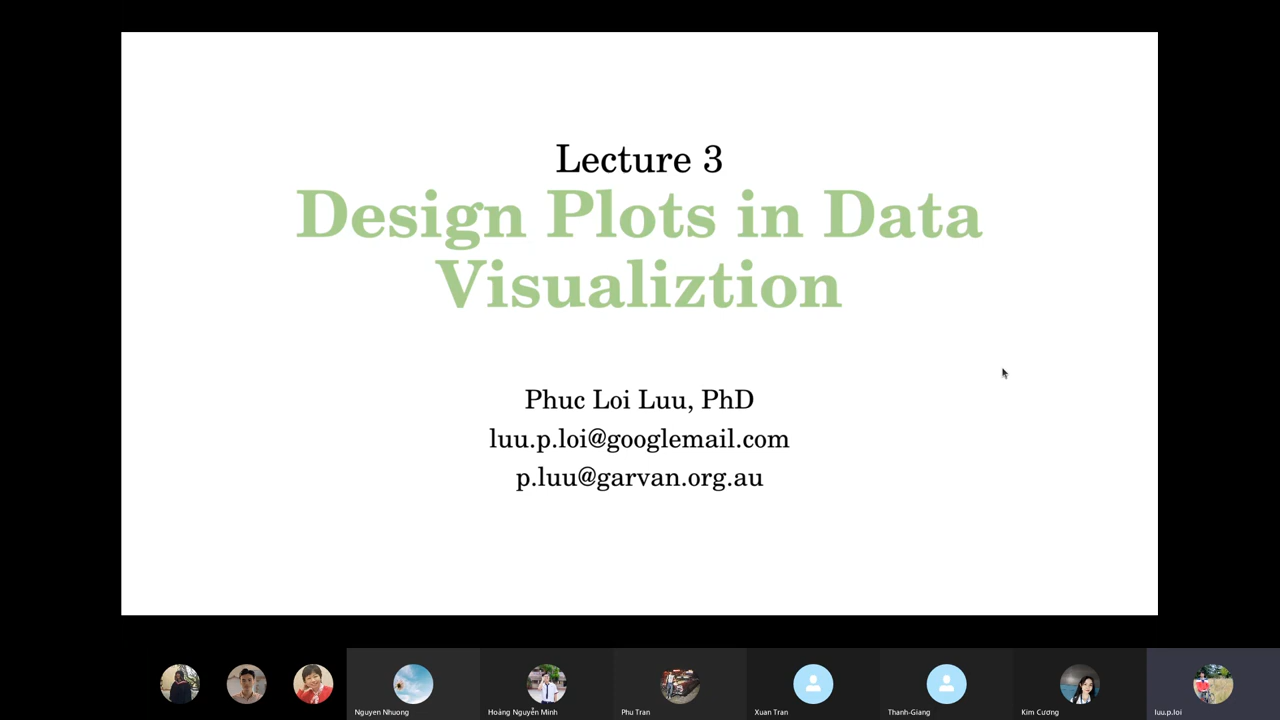 Lecture 3
Design Plots in Data
Visualiztion
Phuc Loi Luu, PhD
luu.p.loi@googlemail.com
p.luu@garvan.org.au
Nguyen Nhuong
Hoàng Nguyễn Minh
Phu Tran
Xuan Tran
Thanh-Giang
Kim Cương
luu.p.loi